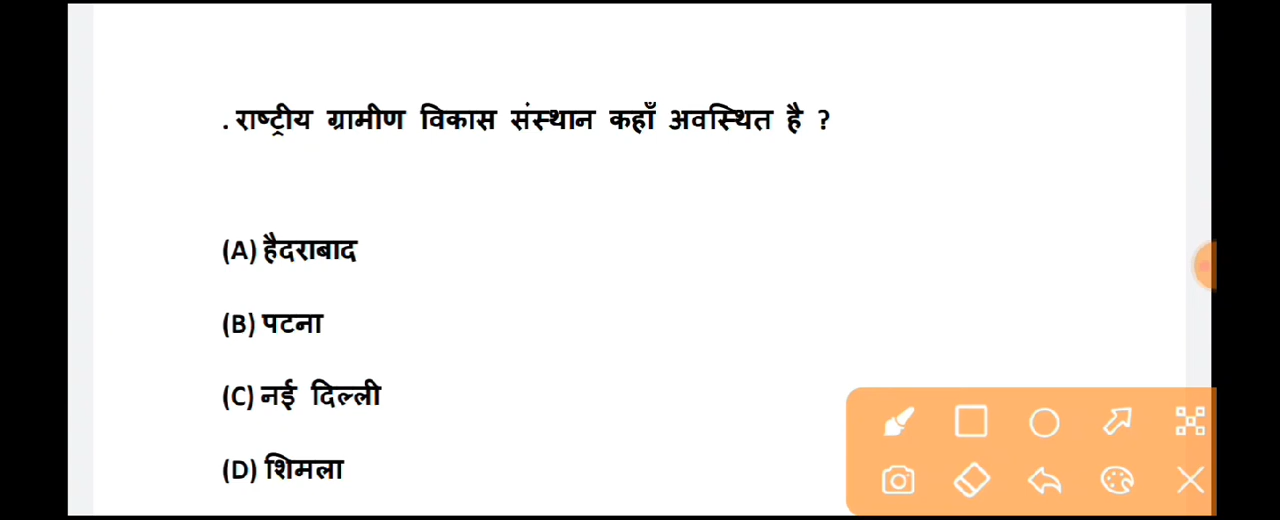 . राष्ट्रीय ग्रामीण विकास संस्थान कहाँ अवस्थित है ?
(A) हैदराबाद
(B) पटना
(C) नई दिल्ली
(D) शिमला